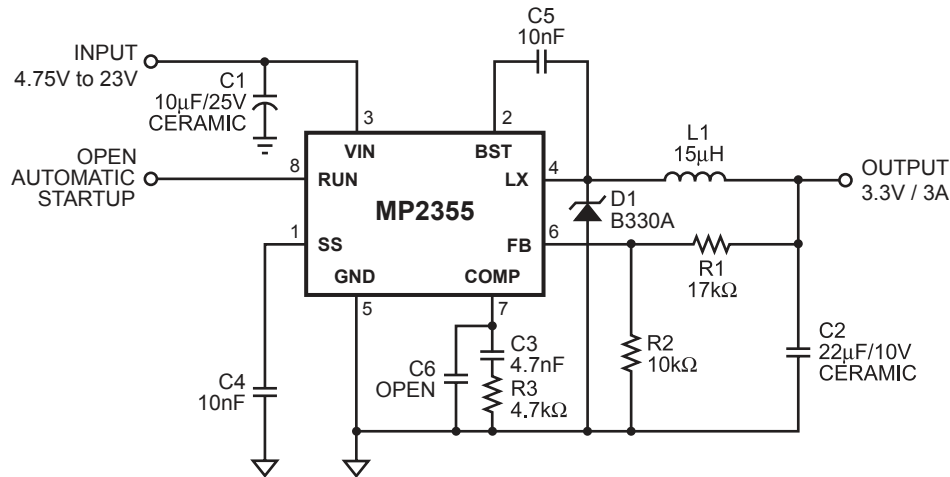 C5
10nF
INPUT
4.75V to 23V
C1
10µF/25V
CERAMIC
3
2
VIN
BST
L1
15µH
OPEN
AUTOMATIC
STARTUP
8
RUN
LX
4
OUTPUT
3.3V / 3A
MP2355
D1
B330A
1
SS
FB
6
R1
17kΩ
GND
COMP
5
7
C2
22µF/10V
CERAMIC
C3
4.7nF
R2
10kΩ
C6
OPEN
R3
4.7kΩ
C4
10nF